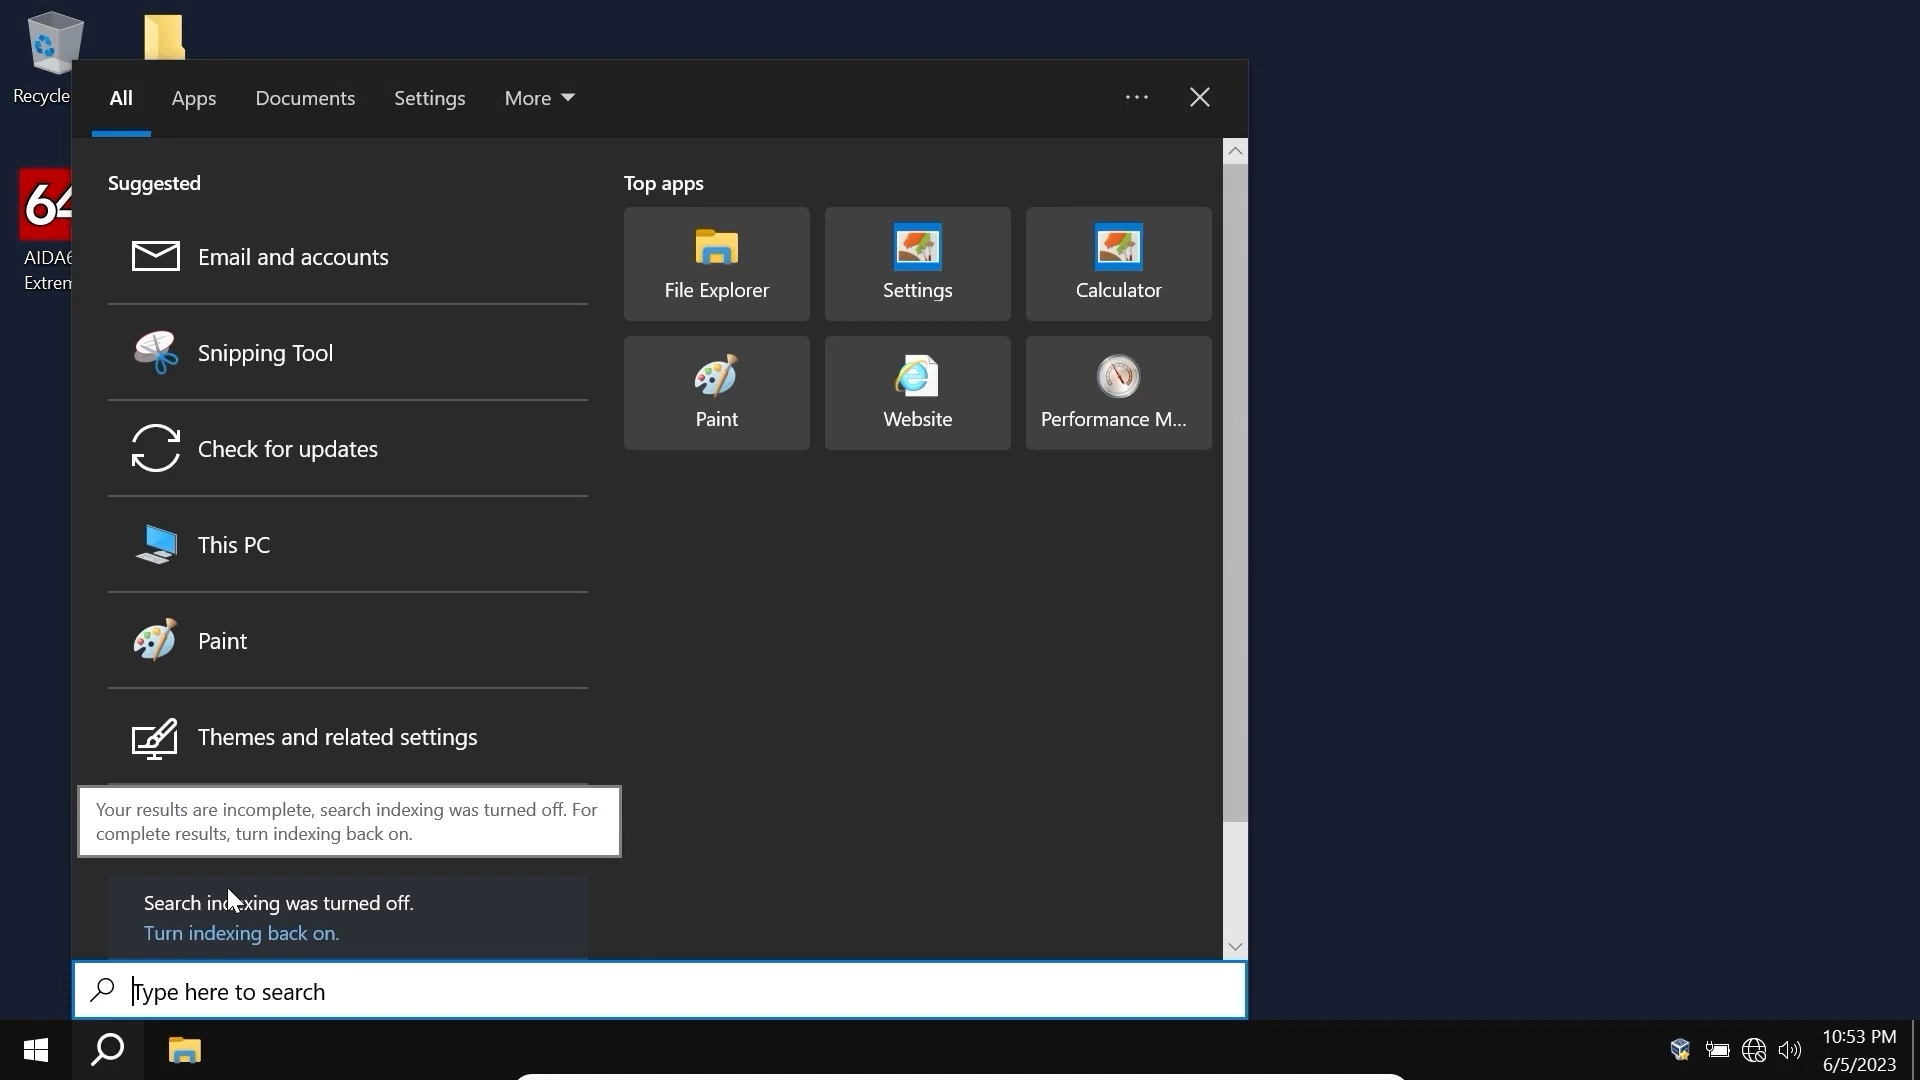 Recycle
All
Apps
Documents
Settings
More
Suggested
Top apps
64
AIDA6
Extrem
Email and accounts
Snipping Tool
Check for updates
This PC
Paint
Themes and related settings
File Explorer
Settings
Calculator
Paint
Website
Performance M...
Your results are incomplete, search indexing was turned off. For
complete results, turn indexing back on.
Search indexing was turned off.
Turn indexing back on.
Type here to search
10:53 PM
6/5/2023